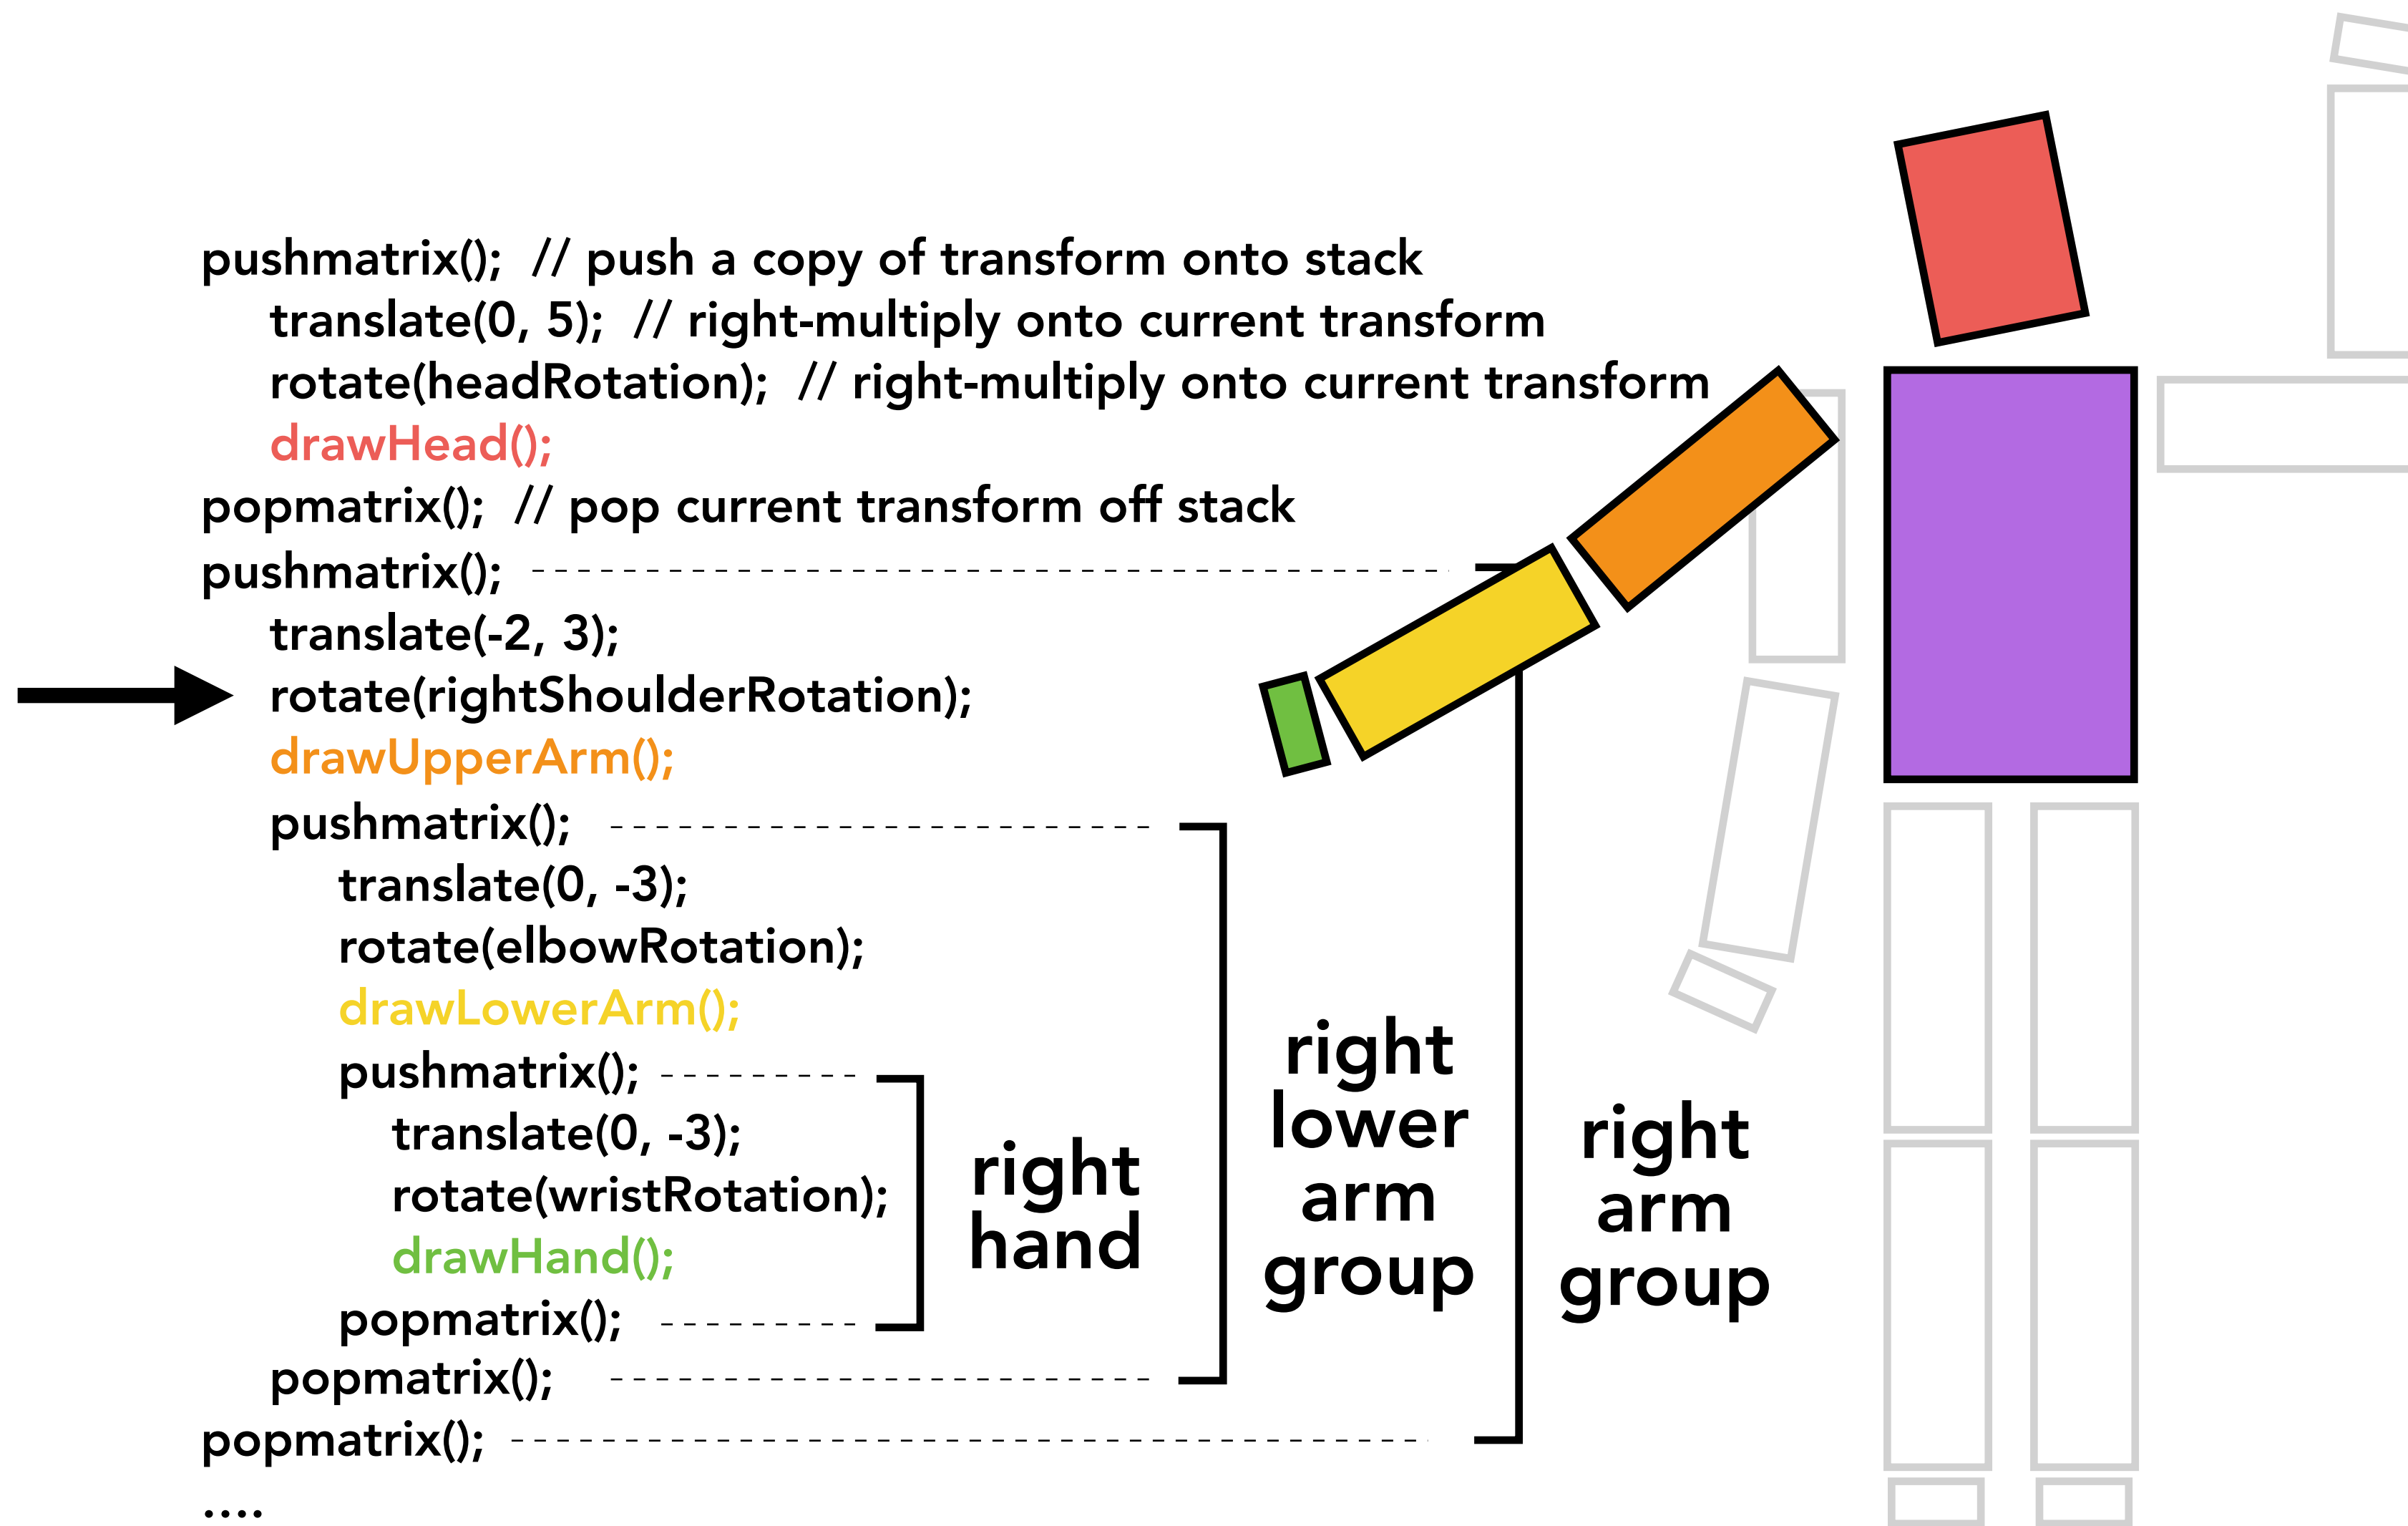 pushmatrix();  // push a copy of transform onto stack
translate(0, 5);  // right-multiply onto current transform
rotate(headRotation);  // right-multiply onto current transform
drawHead();
popmatrix();  // pop current transform off stack
pushmatrix();
translate(-2, 3);
rotate(rightShoulderRotation);
drawUpperArm();
pushmatrix();
translate(0, -3);
rotate(elbowRotation);
drawLowerArm();
pushmatrix();
translate(0, -3);
rotate(wristRotation);
drawHand();
popmatrix();
popmatrix();
popmatrix();
....
right
hand
right
lower
arm
group
right
arm
group